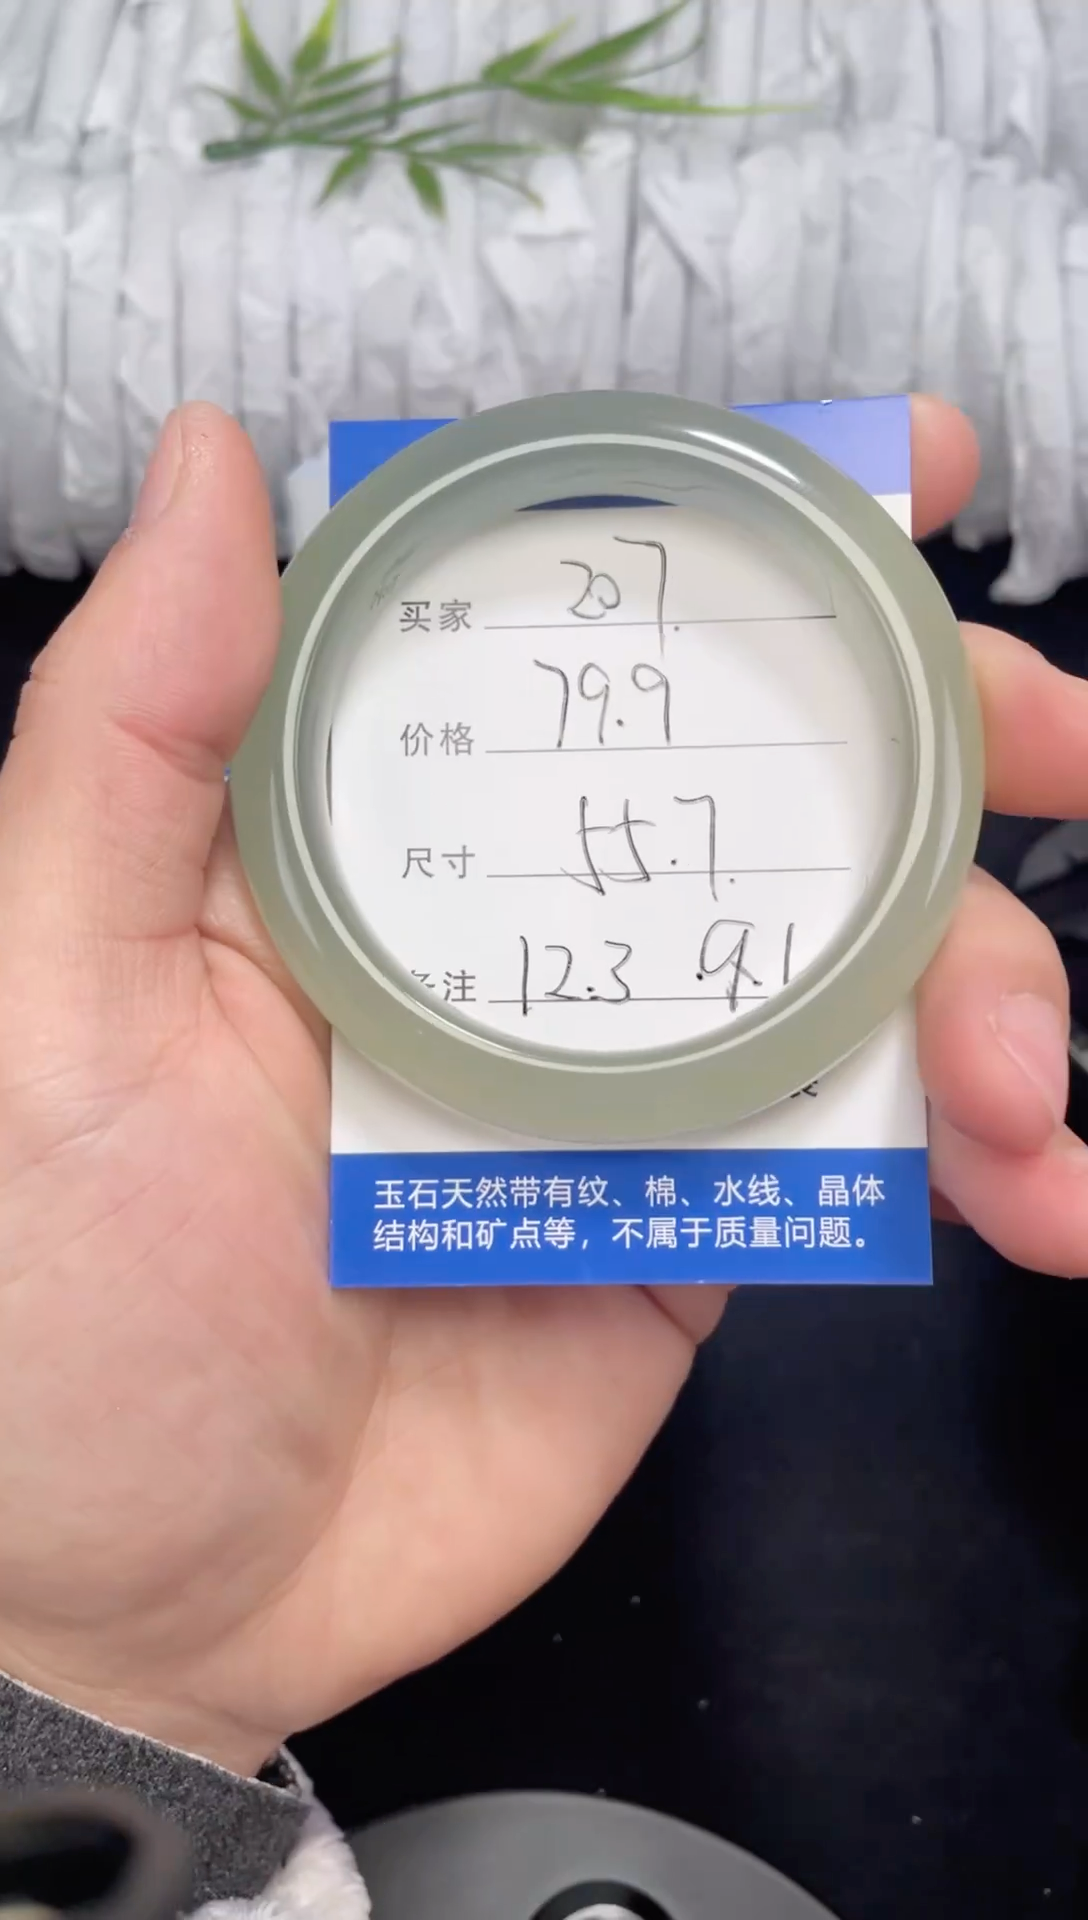 买家 207.
价格 79.9
尺寸 55.7.
备注 12.3 9.1
玉石天然带有纹、棉、水线、晶体
结构和矿点等，不属于质量问题。